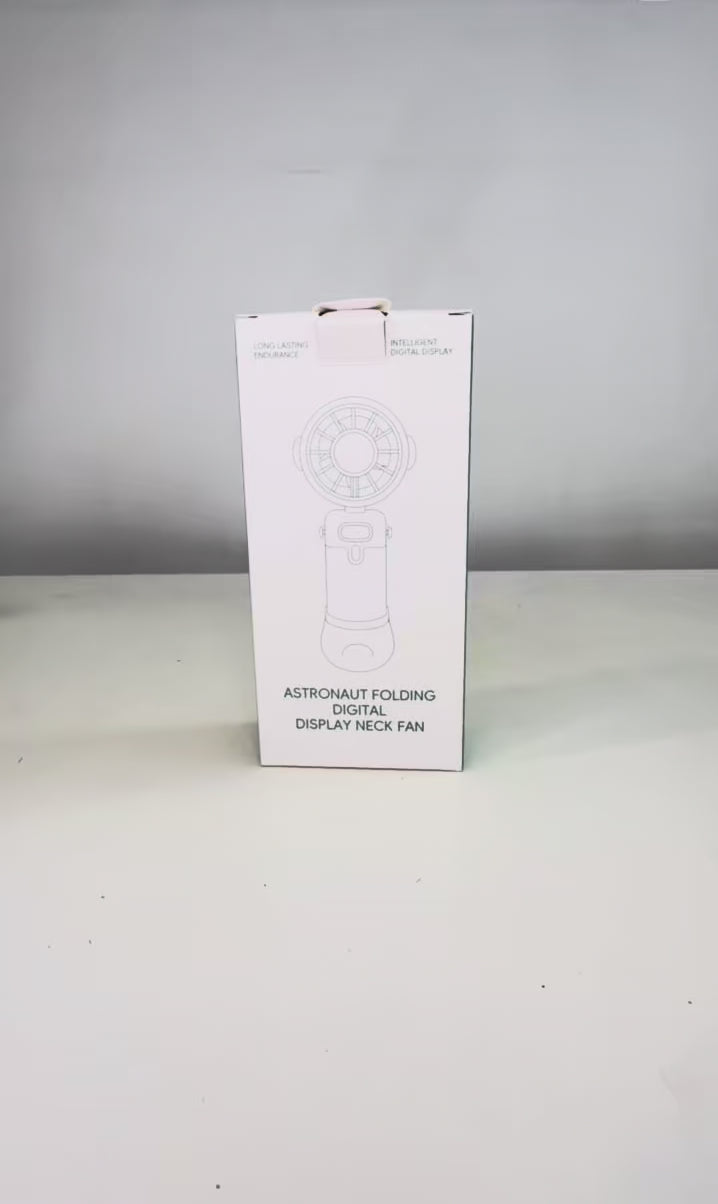 LONG LASTING
ENDURANCE
INTELLIGENT
DIGITAL DISPLAY
ASTRONAUT FOLDING
DIGITAL
DISPLAY NECK FAN